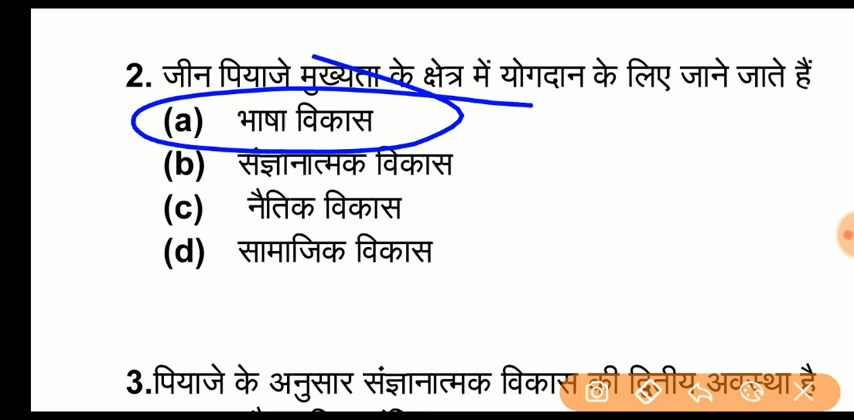 2. जीन पियाजे मुख्यता के क्षेत्र में योगदान के लिए जाने जाते हैं
(a) भाषा विकास
(b) संज्ञानात्मक विकास
(c) नैतिक विकास
(d) सामाजिक विकास
3.पियाजे के अनुसार संज्ञानात्मक विकास की द्वितीय अवस्था है